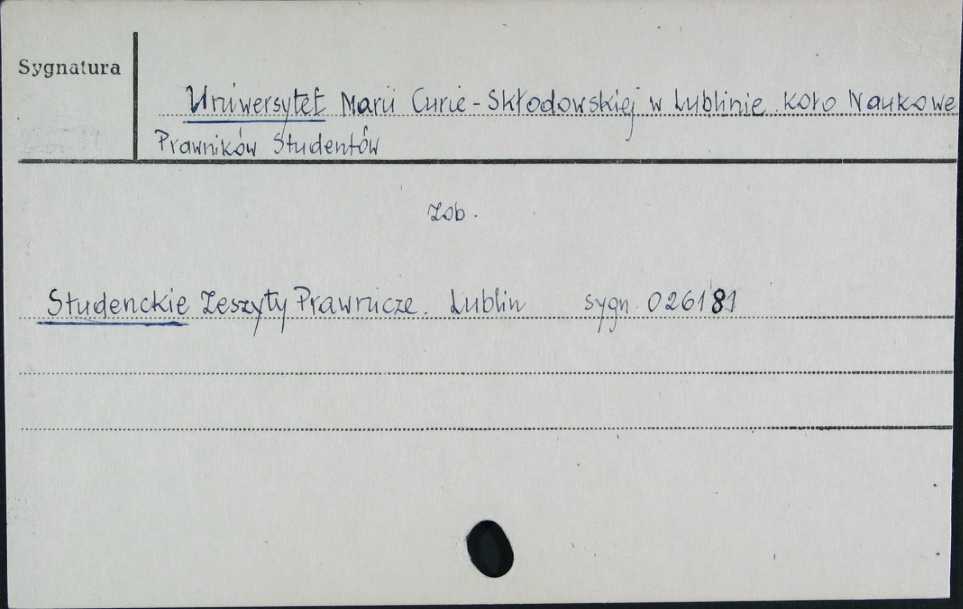 Sygnatura
Uniwersytet Marii Curie-Skłodowskiej w Lublinie. Koło Naukowe
Prawników Studentów
Zob.
Studenckie Zeszyty Prawnicze. Lublin sygn. 026181